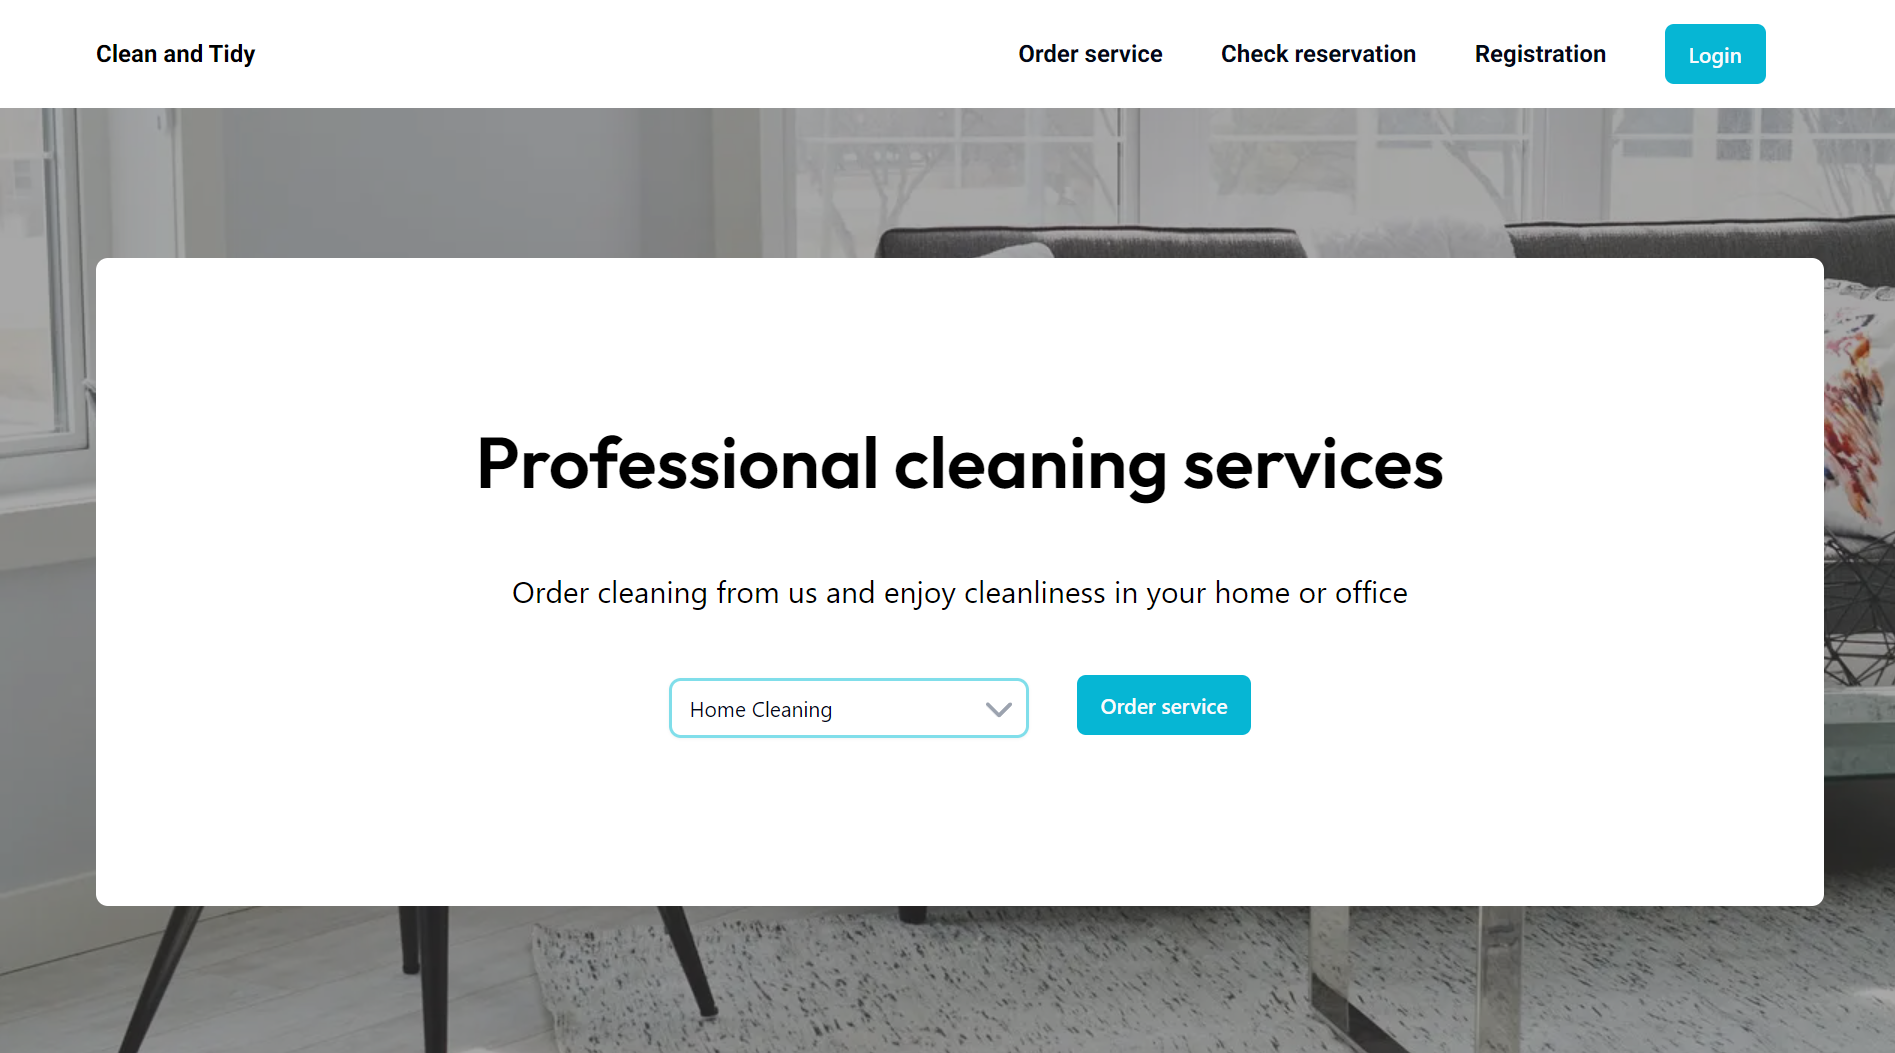 Clean and Tidy
Order service
Check reservation
Registration
Login
Professional cleaning services
Order cleaning from us and enjoy cleanliness in your home or office
Home Cleaning
Order service